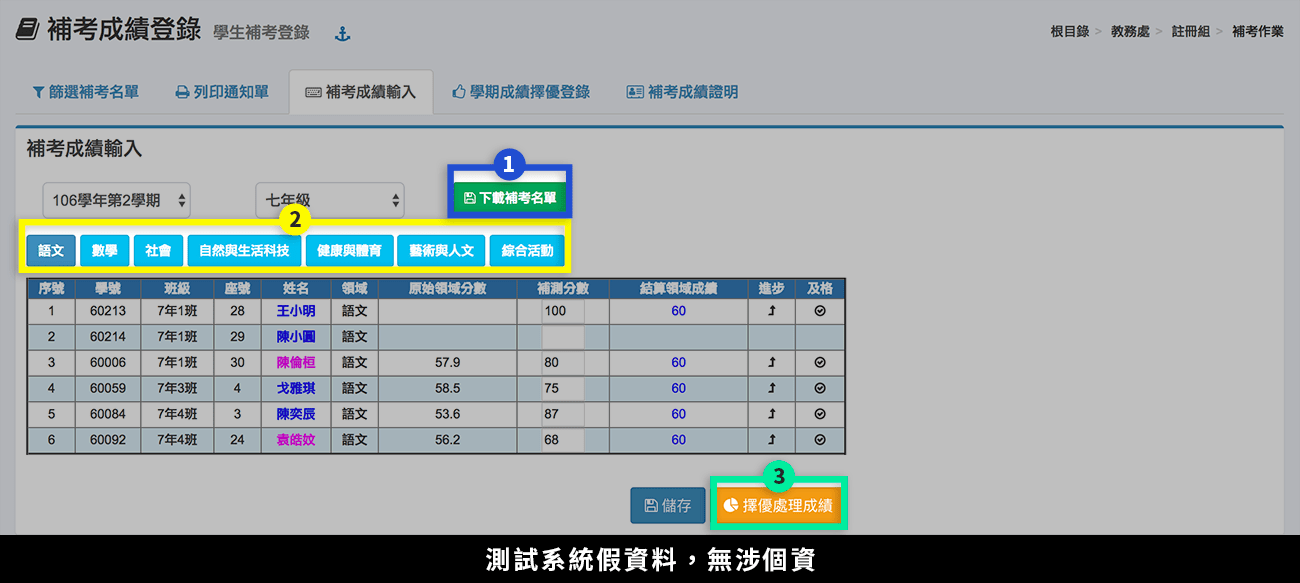 補考成績登錄 學生補考登錄
根目錄 > 教務處 > 註冊組 > 補考作業
篩選補考名單 列印通知單 補考成績輸入 學期成績擇優登錄 補考成績證明
補考成績輸入
1
106學年第2學期 七年級 下載補考名單
2
語文 數學 社會 自然與生活科技 健康與體育 藝術與人文 綜合活動
序號 學號 班級 座號 姓名 領域 原始領域分數 補測分數 結算領域成績 進步 及格
1 60213 7年1班 28 王小明 語文 100 60
2 60214 7年1班 29 陳小圓 語文
3 60006 7年1班 30 陳倫桓 語文 57.9 80 60
4 60059 7年3班 4 戈雅琪 語文 58.5 75 60
5 60084 7年4班 3 陳奕辰 語文 53.6 87 60
6 60092 7年4班 24 袁皓妏 語文 56.2 68 60
3
儲存 擇優處理成績
測試系統假資料，無涉個資